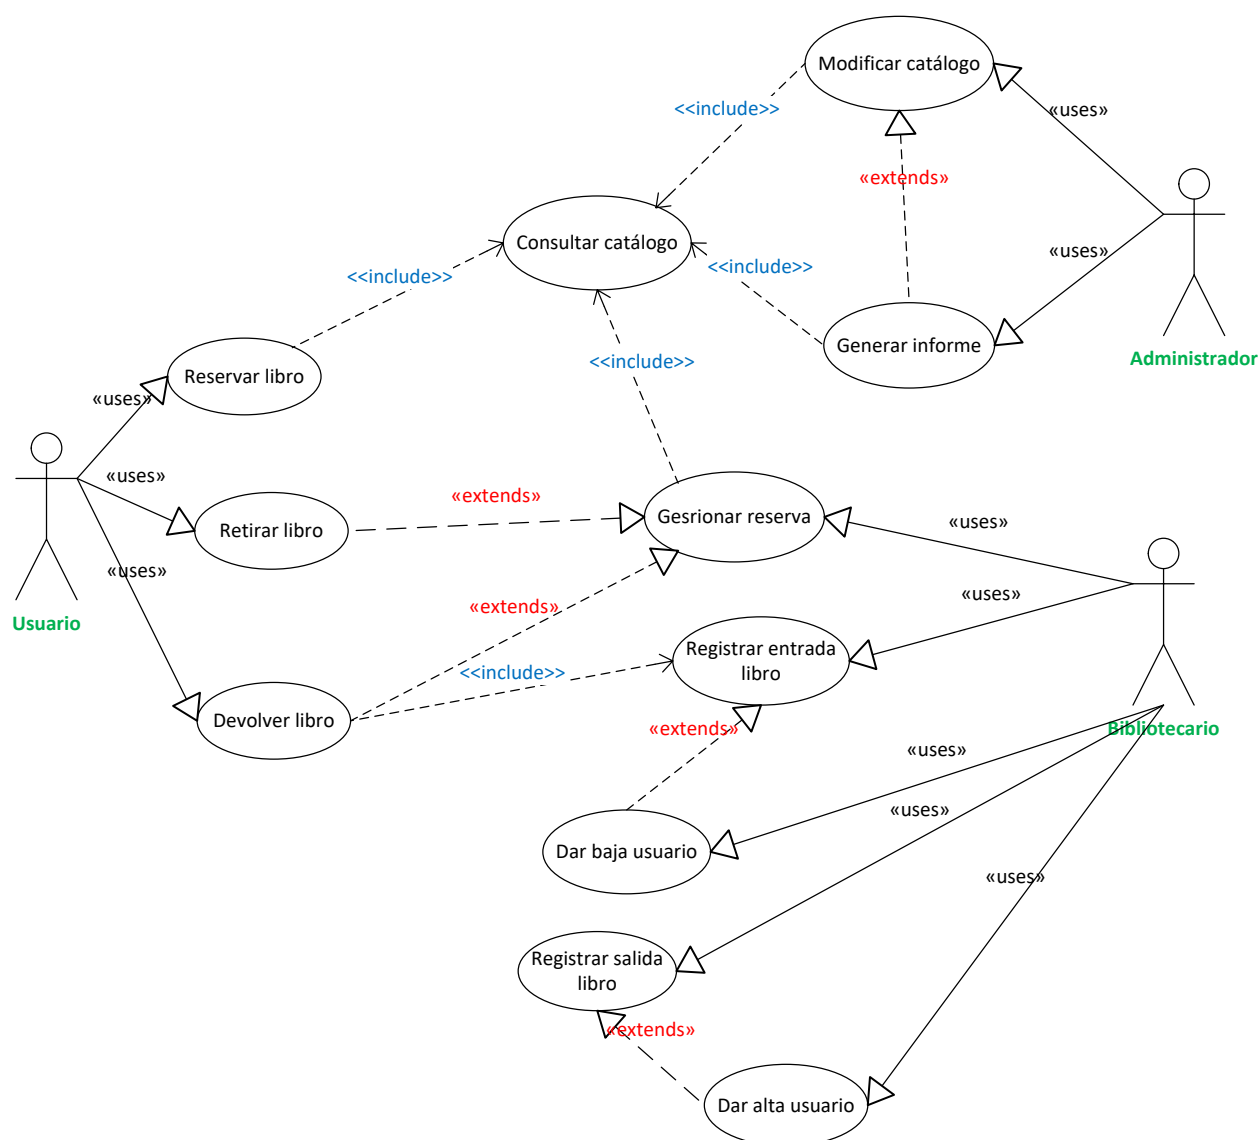 Modificar catálogo
<<include>>
«uses»
«extends»
Consultar catálogo
«uses»
<<include>>
<<include>>
Generar informe
Administrador
<<include>>
Reservar libro
«uses»
«uses»
«extends»
Retirar libro
Gesrionar reserva
«uses»
«uses»
«extends»
Usuario
«uses»
Registrar entrada
libro
<<include>>
Devolver libro
«extends»
Bibliotecario
«uses»
«uses»
Dar baja usuario
«uses»
Registrar salida
libro
«extends»
Dar alta usuario